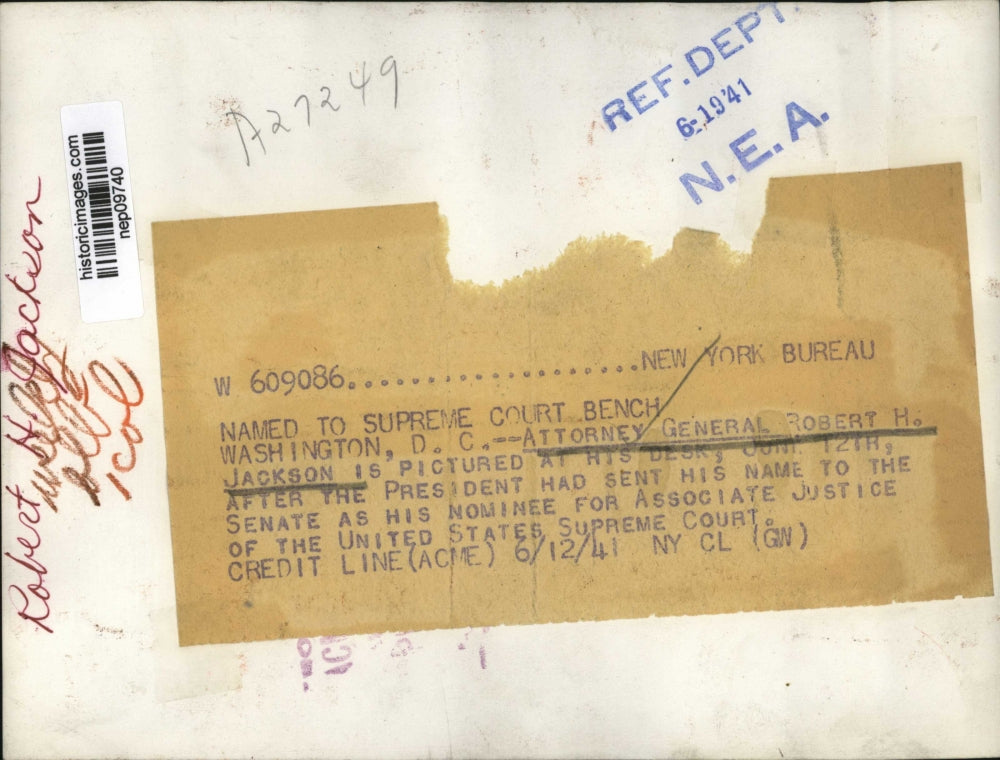 A27249
REF. DEPT.
6-19'41
N.E.A.
historicimages.com
nep09740
Robert H. Jackson
1 col
W 609086......................NEW YORK BUREAU
NAMED TO SUPREME COURT BENCH
WASHINGTON, D. C.--ATTORNEY GENERAL ROBERT H.
JACKSON IS PICTURED AT HIS DESK, JUNE 12TH,
AFTER THE PRESIDENT HAD SENT HIS NAME TO THE
SENATE AS HIS NOMINEE FOR ASSOCIATE JUSTICE
OF THE UNITED STATES SUPREME COURT.
CREDIT LINE (ACME) 6/12/41 NY CL (GW)